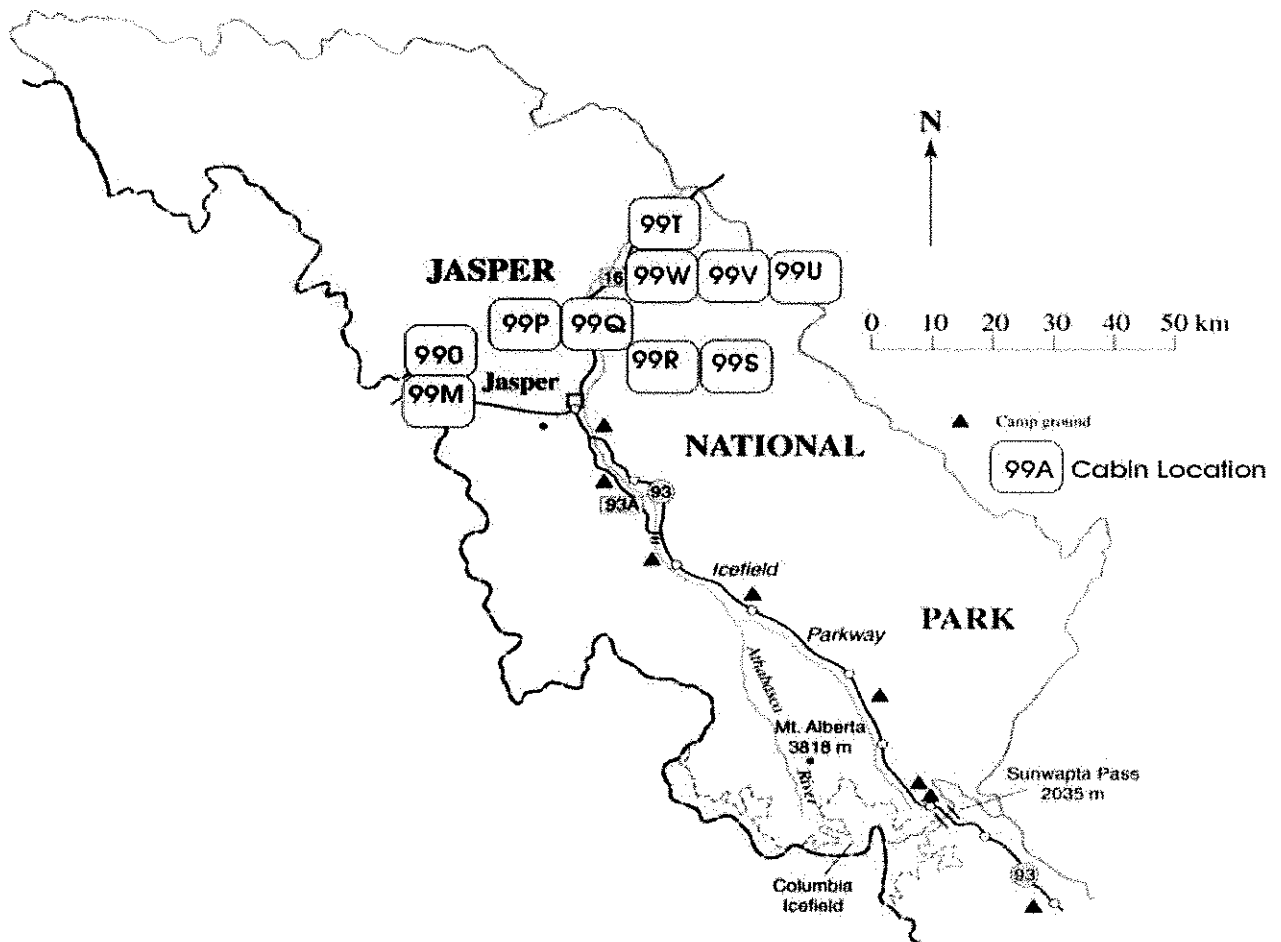 N
99T
JASPER
16
99W
99V
99U
99P
99Q
0 10 20 30 40 50 km
99O
99R
99S
99M
Jasper
Camp ground
NATIONAL
99A Cabin Location
93
93A
Icefield
PARK
Parkway
Athabasca
River
Mt. Alberta
3818 m
Sunwapta Pass
2035 m
Columbia
Icefield
93